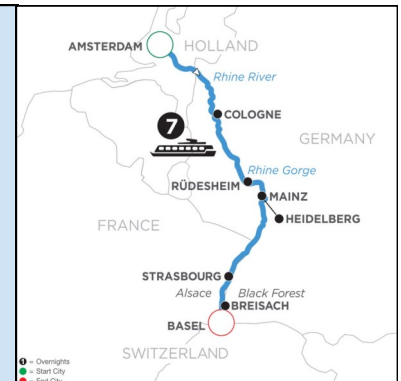 AMSTERDAM
HOLLAND
Rhine River
COLOGNE
7
GERMANY
Rhine Gorge
RÜDESHEIM
MAINZ
HEIDELBERG
FRANCE
STRASBOURG
Alsace
Black Forest
BREISACH
BASEL
SWITZERLAND
1 = Overnights
= Start City
= End City